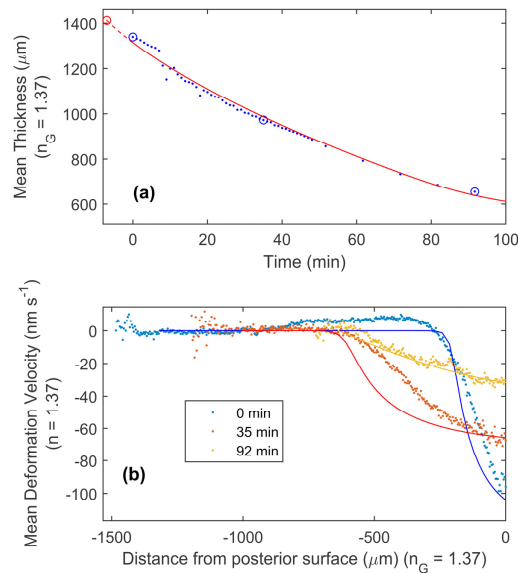 1400
1200
1000
800
600
Mean Thickness (μm)
(n_G = 1.37)
(a)
0
20
40
60
80
100
Time (min)
0
-20
-40
-60
-80
-100
Mean Deformation Velocity (nm s⁻¹)
(n = 1.37)
0 min
35 min
92 min
(b)
-1500
-1000
-500
0
Distance from posterior surface (μm) (n_G = 1.37)